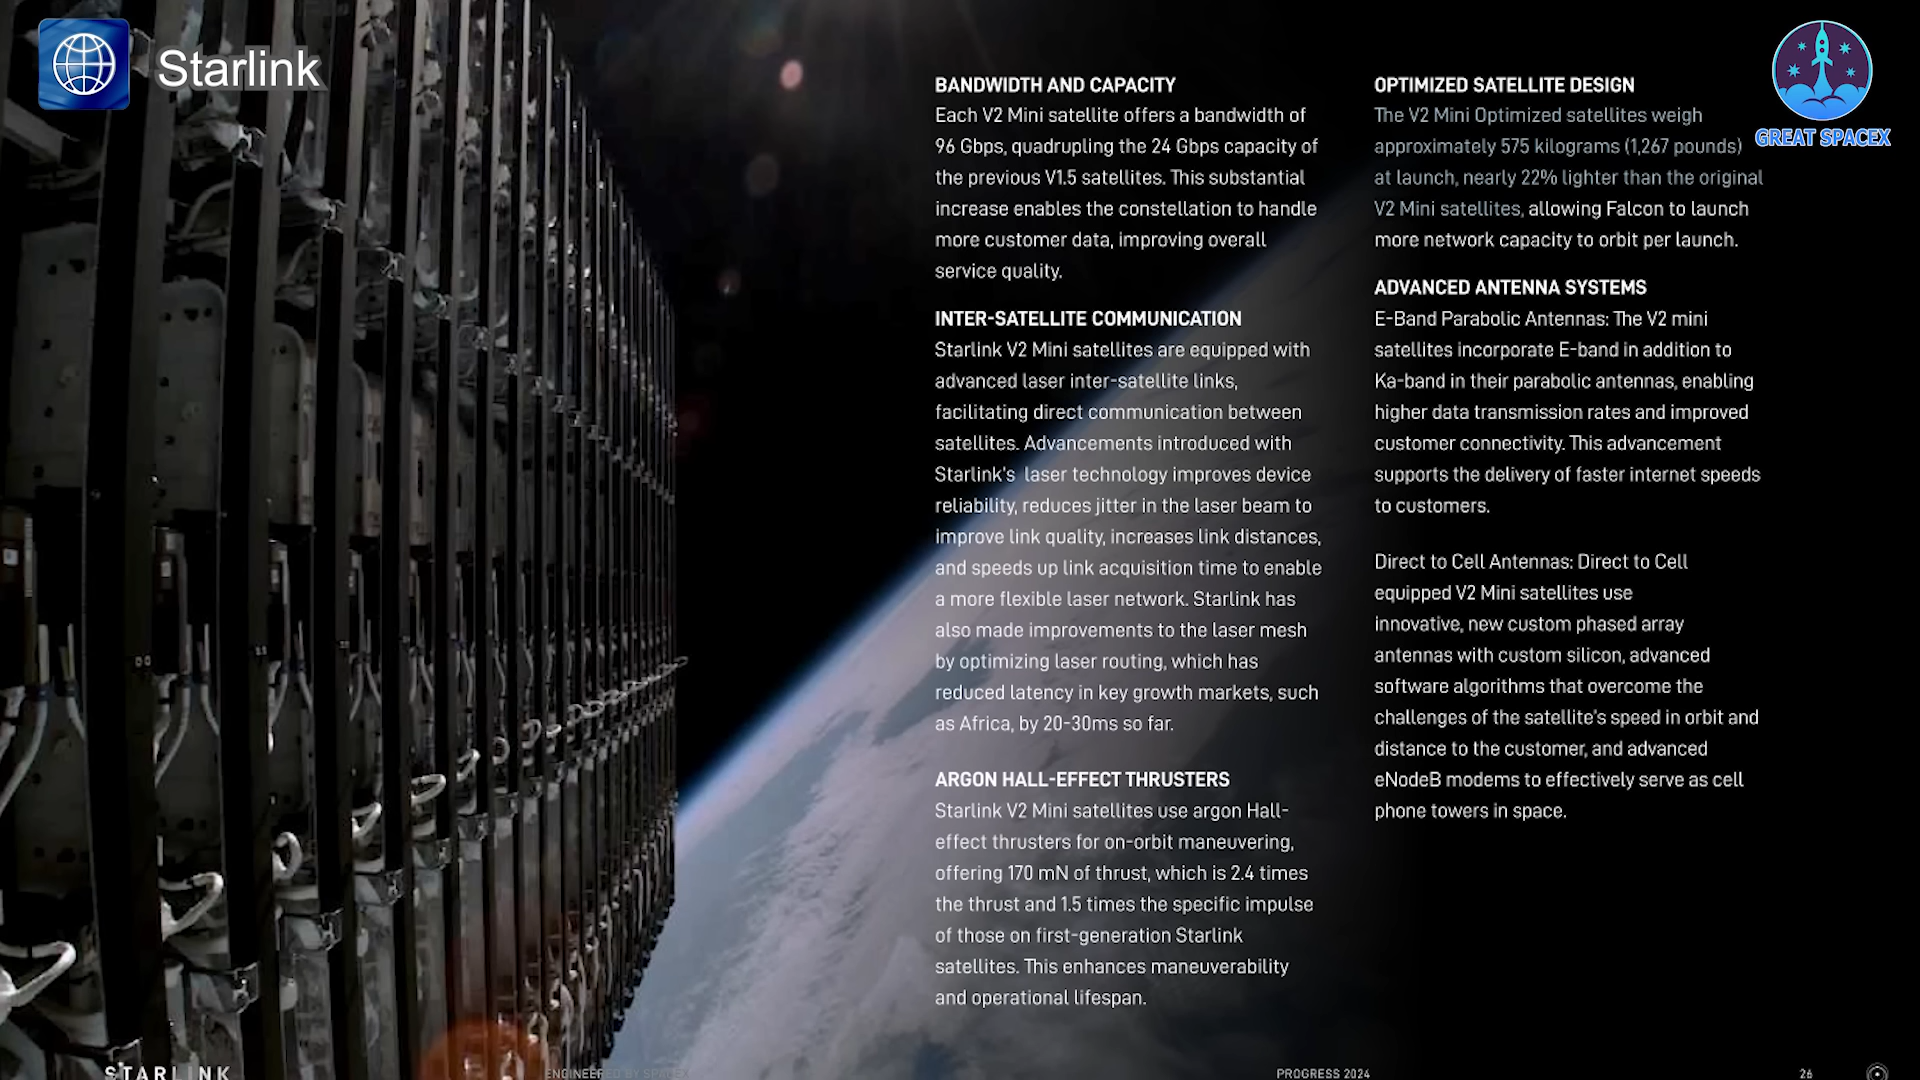 Starlink
BANDWIDTH AND CAPACITY
Each V2 Mini satellite offers a bandwidth of
96 Gbps, quadrupling the 24 Gbps capacity of
the previous V1.5 satellites. This substantial
increase enables the constellation to handle
more customer data, improving overall
service quality.
INTER-SATELLITE COMMUNICATION
Starlink V2 Mini satellites are equipped with
advanced laser inter-satellite links,
facilitating direct communication between
satellites. Advancements introduced with
Starlink's laser technology improves device
reliability, reduces jitter in the laser beam to
improve link quality, increases link distances,
and speeds up link acquisition time to enable
a more flexible laser network. Starlink has
also made improvements to the laser mesh
by optimizing laser routing, which has
reduced latency in key growth markets, such
as Africa, by 20-30ms so far.
ARGON HALL-EFFECT THRUSTERS
Starlink V2 Mini satellites use argon Hall-
effect thrusters for on-orbit maneuvering,
offering 170 mN of thrust, which is 2.4 times
the thrust and 1.5 times the specific impulse
of those on first-generation Starlink
satellites. This enhances maneuverability
and operational lifespan.
OPTIMIZED SATELLITE DESIGN
The V2 Mini Optimized satellites weigh
approximately 575 kilograms (1,267 pounds)
at launch, nearly 22% lighter than the original
V2 Mini satellites, allowing Falcon to launch
more network capacity to orbit per launch.
ADVANCED ANTENNA SYSTEMS
E-Band Parabolic Antennas: The V2 mini
satellites incorporate E-band in addition to
Ka-band in their parabolic antennas, enabling
higher data transmission rates and improved
customer connectivity. This advancement
supports the delivery of faster internet speeds
to customers.
Direct to Cell Antennas: Direct to Cell
equipped V2 Mini satellites use
innovative, new custom phased array
antennas with custom silicon, advanced
software algorithms that overcome the
challenges of the satellite's speed in orbit and
distance to the customer, and advanced
eNodeB modems to effectively serve as cell
phone towers in space.
GREAT SPACEX
STARLINK
ENGINEERED BY SPACEX
PROGRESS 2024
26